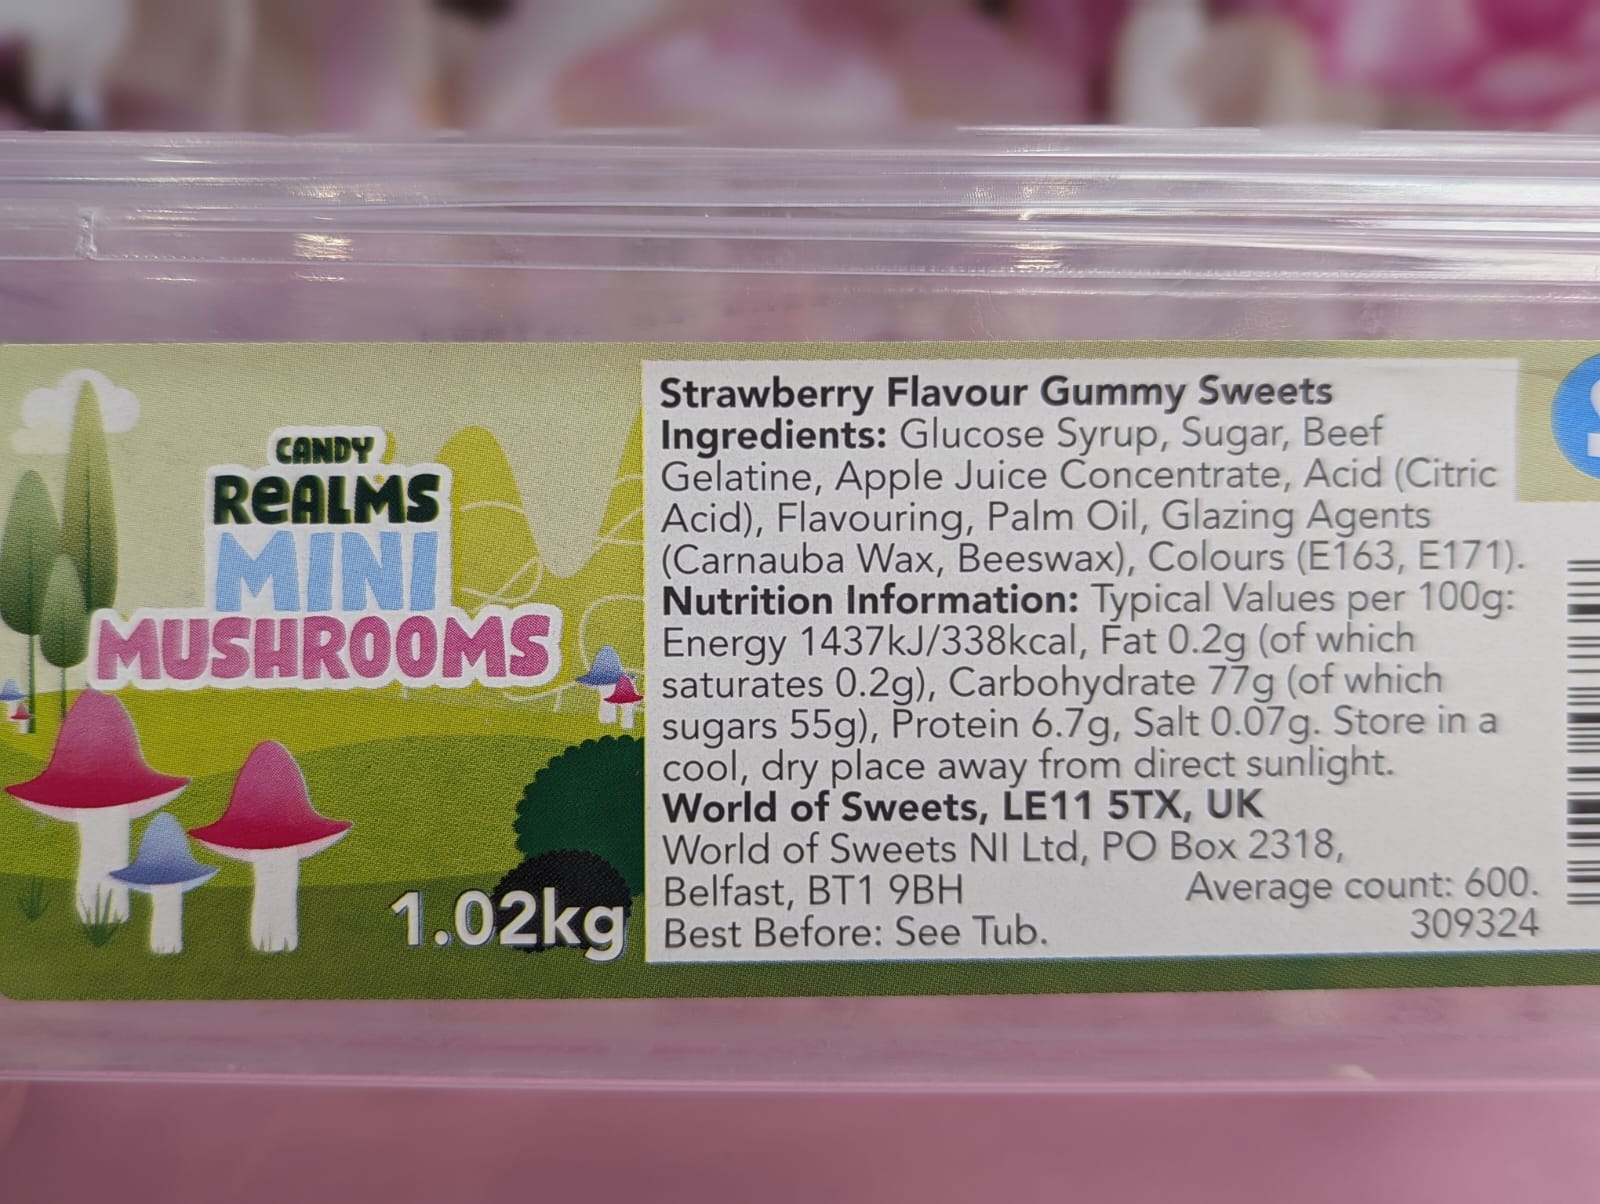 CANDY
ReALMS
MINI
MUSHROOMS
1.02kg
Strawberry Flavour Gummy Sweets
Ingredients: Glucose Syrup, Sugar, Beef
Gelatine, Apple Juice Concentrate, Acid (Citric
Acid), Flavouring, Palm Oil, Glazing Agents
(Carnauba Wax, Beeswax), Colours (E163, E171).
Nutrition Information: Typical Values per 100g:
Energy 1437kJ/338kcal, Fat 0.2g (of which
saturates 0.2g), Carbohydrate 77g (of which
sugars 55g), Protein 6.7g, Salt 0.07g. Store in a
cool, dry place away from direct sunlight.
World of Sweets, LE11 5TX, UK
World of Sweets NI Ltd, PO Box 2318,
Belfast, BT1 9BH
Average count: 600.
Best Before: See Tub.
309324